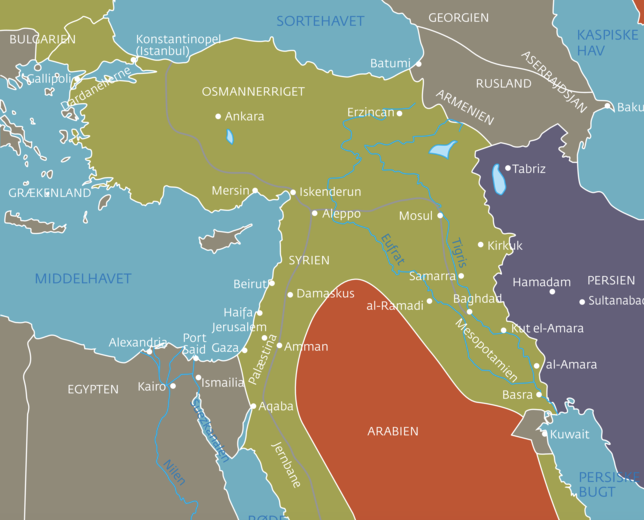 SORTEHAVET
GEORGIEN
KASPISKE
HAV
BULGARIEN
Konstantinopel
(Istanbul)
Batumi
Gallipoli
Dardanellerne
OSMANNERRIGET
RUSLAND
ASERBAJDSJAN
ARMENIEN
Baku
Erzincan
Ankara
Tabriz
GRÆKENLAND
Mersin
Iskenderun
Aleppo
Mosul
Kirkuk
Eufrat
Tigris
SYRIEN
MIDDELHAVET
Samarra
Hamadam
PERSIEN
Beirut
Damaskus
Sultanabad
al-Ramadi
Baghdad
Haifa
Jerusalem
Kut el-Amara
Alexandria
Port
Said
Gaza
Palæstina
Amman
Mesopotamien
al-Amara
EGYPTEN
Kairo
Ismailia
Basra
Aqaba
ARABIEN
Kuwait
Jernbane
Nilen
PERSISKE
BUGT
RØDE